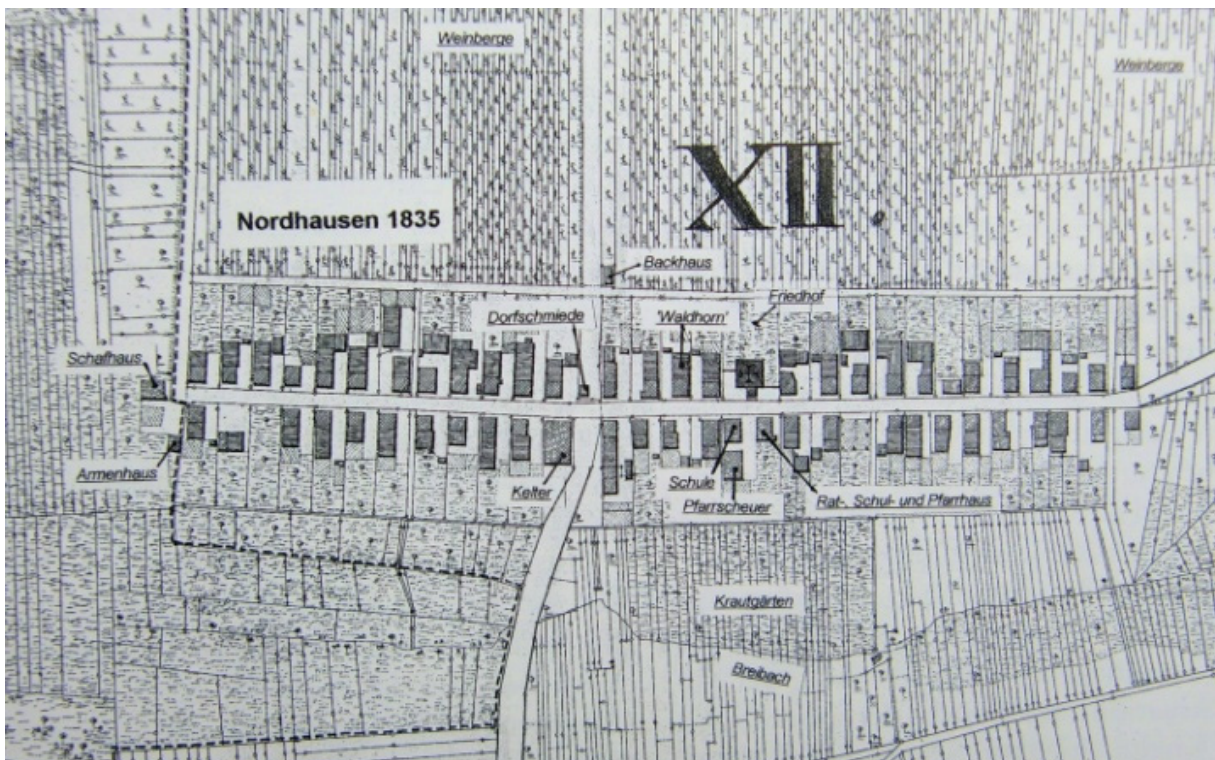 Weinberge
Weinberge
XII.
Nordhausen 1835
Backhaus
Friedhof
Dorfschmiede
'Waldhorn'
Schafhaus
Armenhaus
Kelter
Schule
Pfarrscheuer
Rat-, Schul- und Pfarrhaus
Krautgärten
Breibach